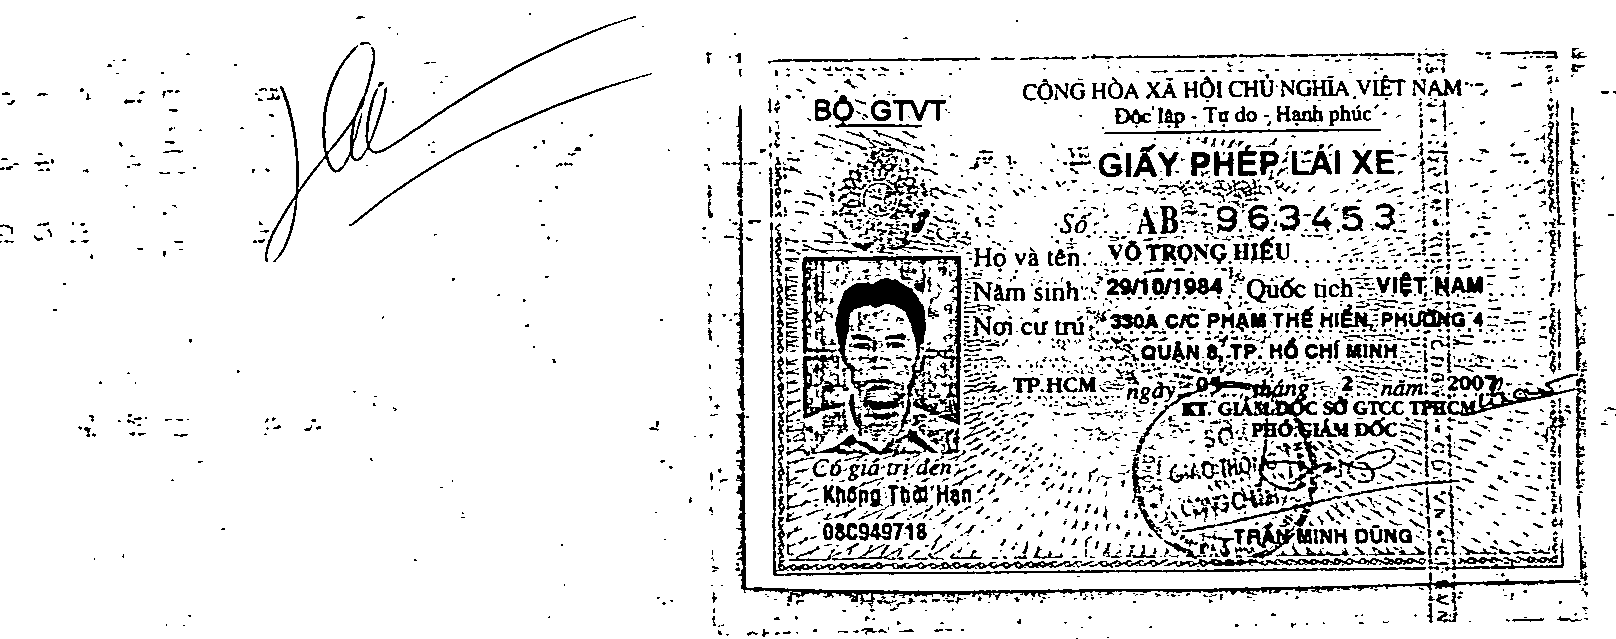 BỘ GTVT
CỘNG HÒA XÃ HỘI CHỦ NGHĨA VIỆT NAM
Độc lập - Tự do - Hạnh phúc
GIẤY PHÉP LÁI XE
Số AB 963453
Họ và tên VÕ TRỌNG HIẾU
Năm sinh 29/10/1984 Quốc tịch VIỆT NAM
Nơi cư trú 330A C/C PHẠM THẾ HIỂN, PHƯỜNG 4
QUẬN 8, TP. HỒ CHÍ MINH
TP.HCM ngày tháng 2 năm 2007
KT. GIÁM ĐỐC SỞ GTCC TPHCM
PHÓ GIÁM ĐỐC
SỞ
GIAO THÔNG
Có giá trị đến
Không Thời Hạn
08C949718
TRẦN MINH DŨNG